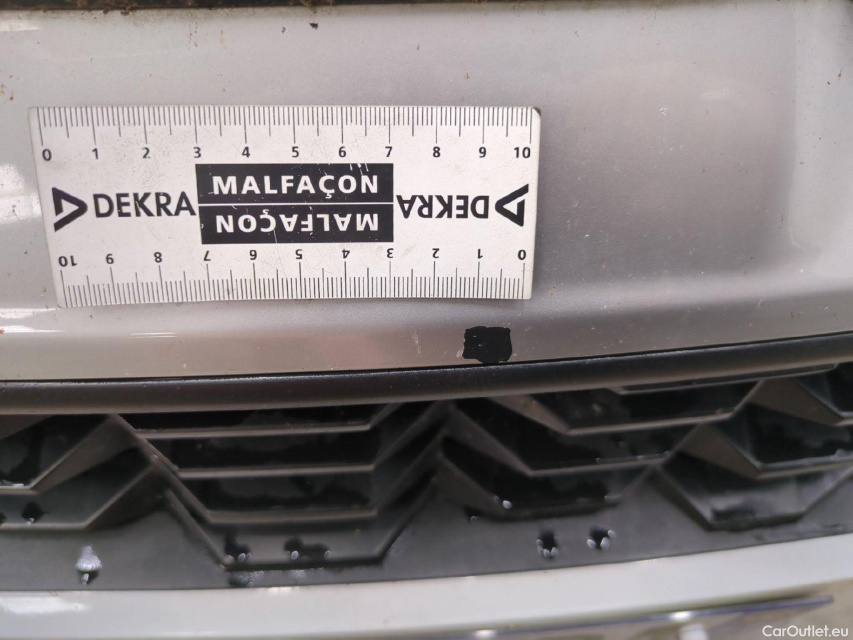 0 1 2 3 4 5 6 7 8 9 10
DEKRA MALFAÇON DEKRA
MALFAÇON
10 9 8 7 6 5 4 3 2 1 0
CarOutlet.eu